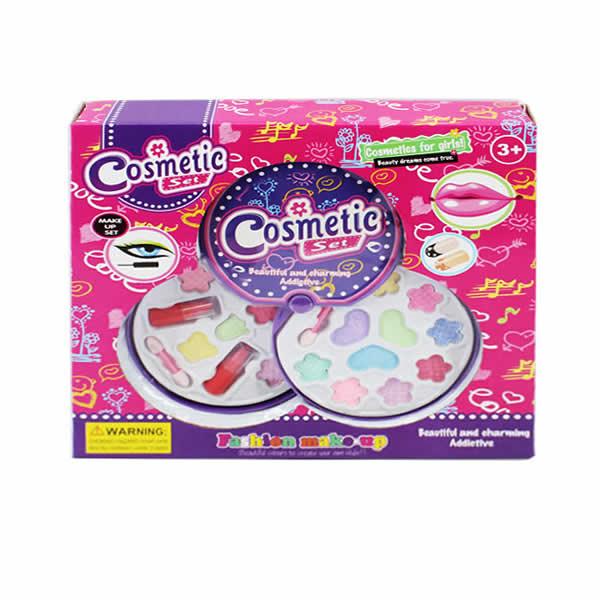 Cosmetic
Set
MAKE
UP
SET
Cosmetics for girls!
Beauty dreams come true.
3+
Cosmetic
Set
Beautiful and charming
Addictive
WARNING:
Fashion make-up
Beautiful and charming
Addictive